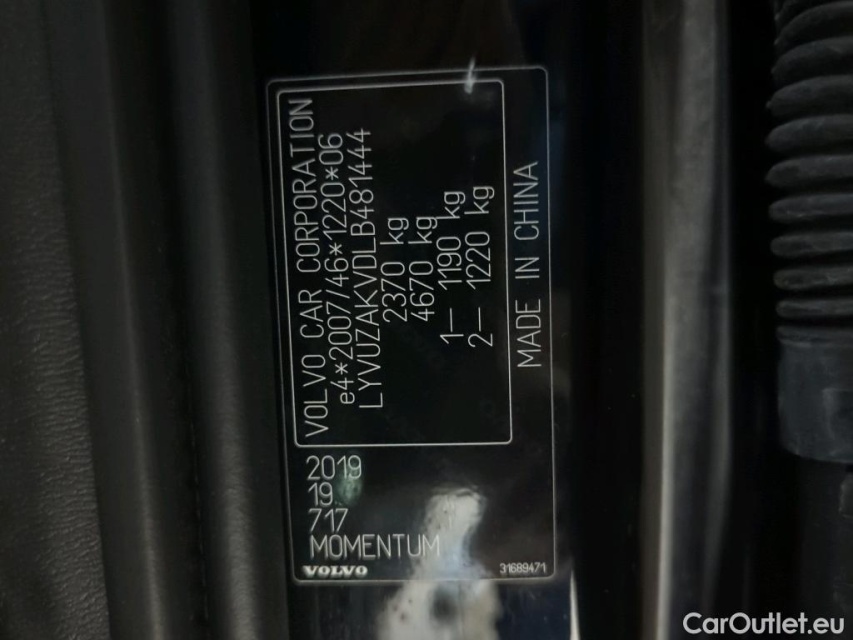 VOLVO CAR CORPORATION
e4*2007/46*1220*06
LYVUZAKVDLB481444
2370 kg
4670 kg
1— 1190 kg
2— 1220 kg
MADE IN CHINA
2019
19
717
MOMENTUM
VOLVO
31689471
CarOutlet.eu